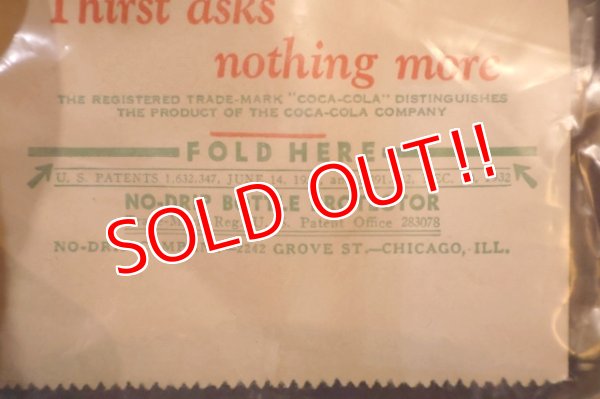 Thirst asks
nothing more
THE REGISTERED TRADE-MARK "COCA-COLA" DISTINGUISHES
THE PRODUCT OF THE COCA-COLA COMPANY
FOLD HERE
U. S. PATENTS 1,632,347, JUNE 14,
NO-DRIP BOTTLE PROTECTOR
Reg. U. S. Patent Office 283078
2242 GROVE ST.—CHICAGO, ILL.
SOLD OUT!!